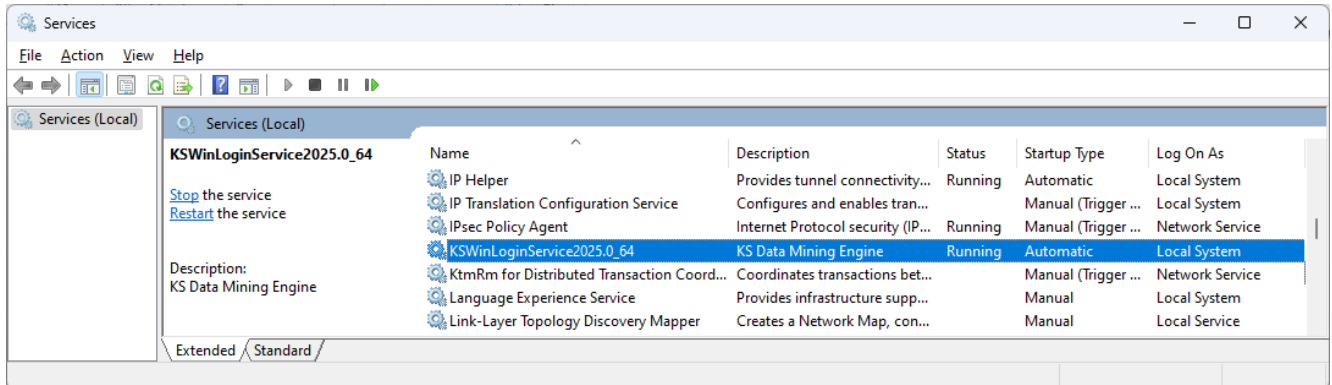 Services
File Action View Help
Services (Local)
Services (Local)
KSWinLoginService2025.0_64
Stop the service
Restart the service
Description:
KS Data Mining Engine
Name Description Status Startup Type Log On As
IP Helper Provides tunnel connectivity... Running Automatic Local System
IP Translation Configuration Service Configures and enables tran... Manual (Trigger ... Local System
IPsec Policy Agent Internet Protocol security (IP... Running Manual (Trigger ... Network Service
KSWinLoginService2025.0_64 KS Data Mining Engine Running Automatic Local System
KtmRm for Distributed Transaction Coord... Coordinates transactions bet... Manual (Trigger ... Network Service
Language Experience Service Provides infrastructure supp... Manual Local System
Link-Layer Topology Discovery Mapper Creates a Network Map, con... Manual Local Service
Extended Standard